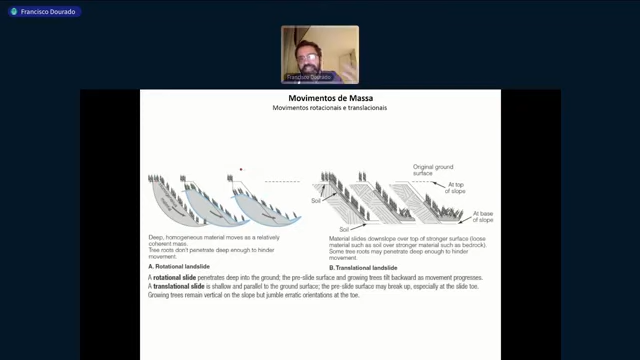 Francisco Dourado
Francisco Dourado
Movimentos de Massa
Movimentos rotacionais e translacionais
Original ground
surface
At top
of slope
Soil
At base
of slope
Soil
Deep, homogeneous material moves as a relatively
coherent mass.
Tree roots don't penetrate deep enough to hinder
movement.
A. Rotational landslide
Material slides downslope over top of stronger surface (loose
material such as soil over stronger material such as bedrock).
Some tree roots may penetrate deep enough to hinder
movement.
B. Translational landslide
A rotational slide penetrates deep into the ground; the pre-slide surface and growing trees tilt backward as movement progresses.
A translational slide is shallow and parallel to the ground surface; the pre-slide surface may break up, especially at the slide toe.
Growing trees remain vertical on the slope but jumble erratic orientations at the toe.